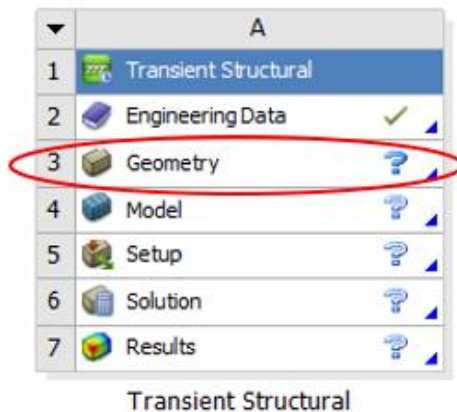 A
1 Transient Structural
2 Engineering Data
3 Geometry ?
4 Model ?
5 Setup ?
6 Solution ?
7 Results ?
Transient Structural